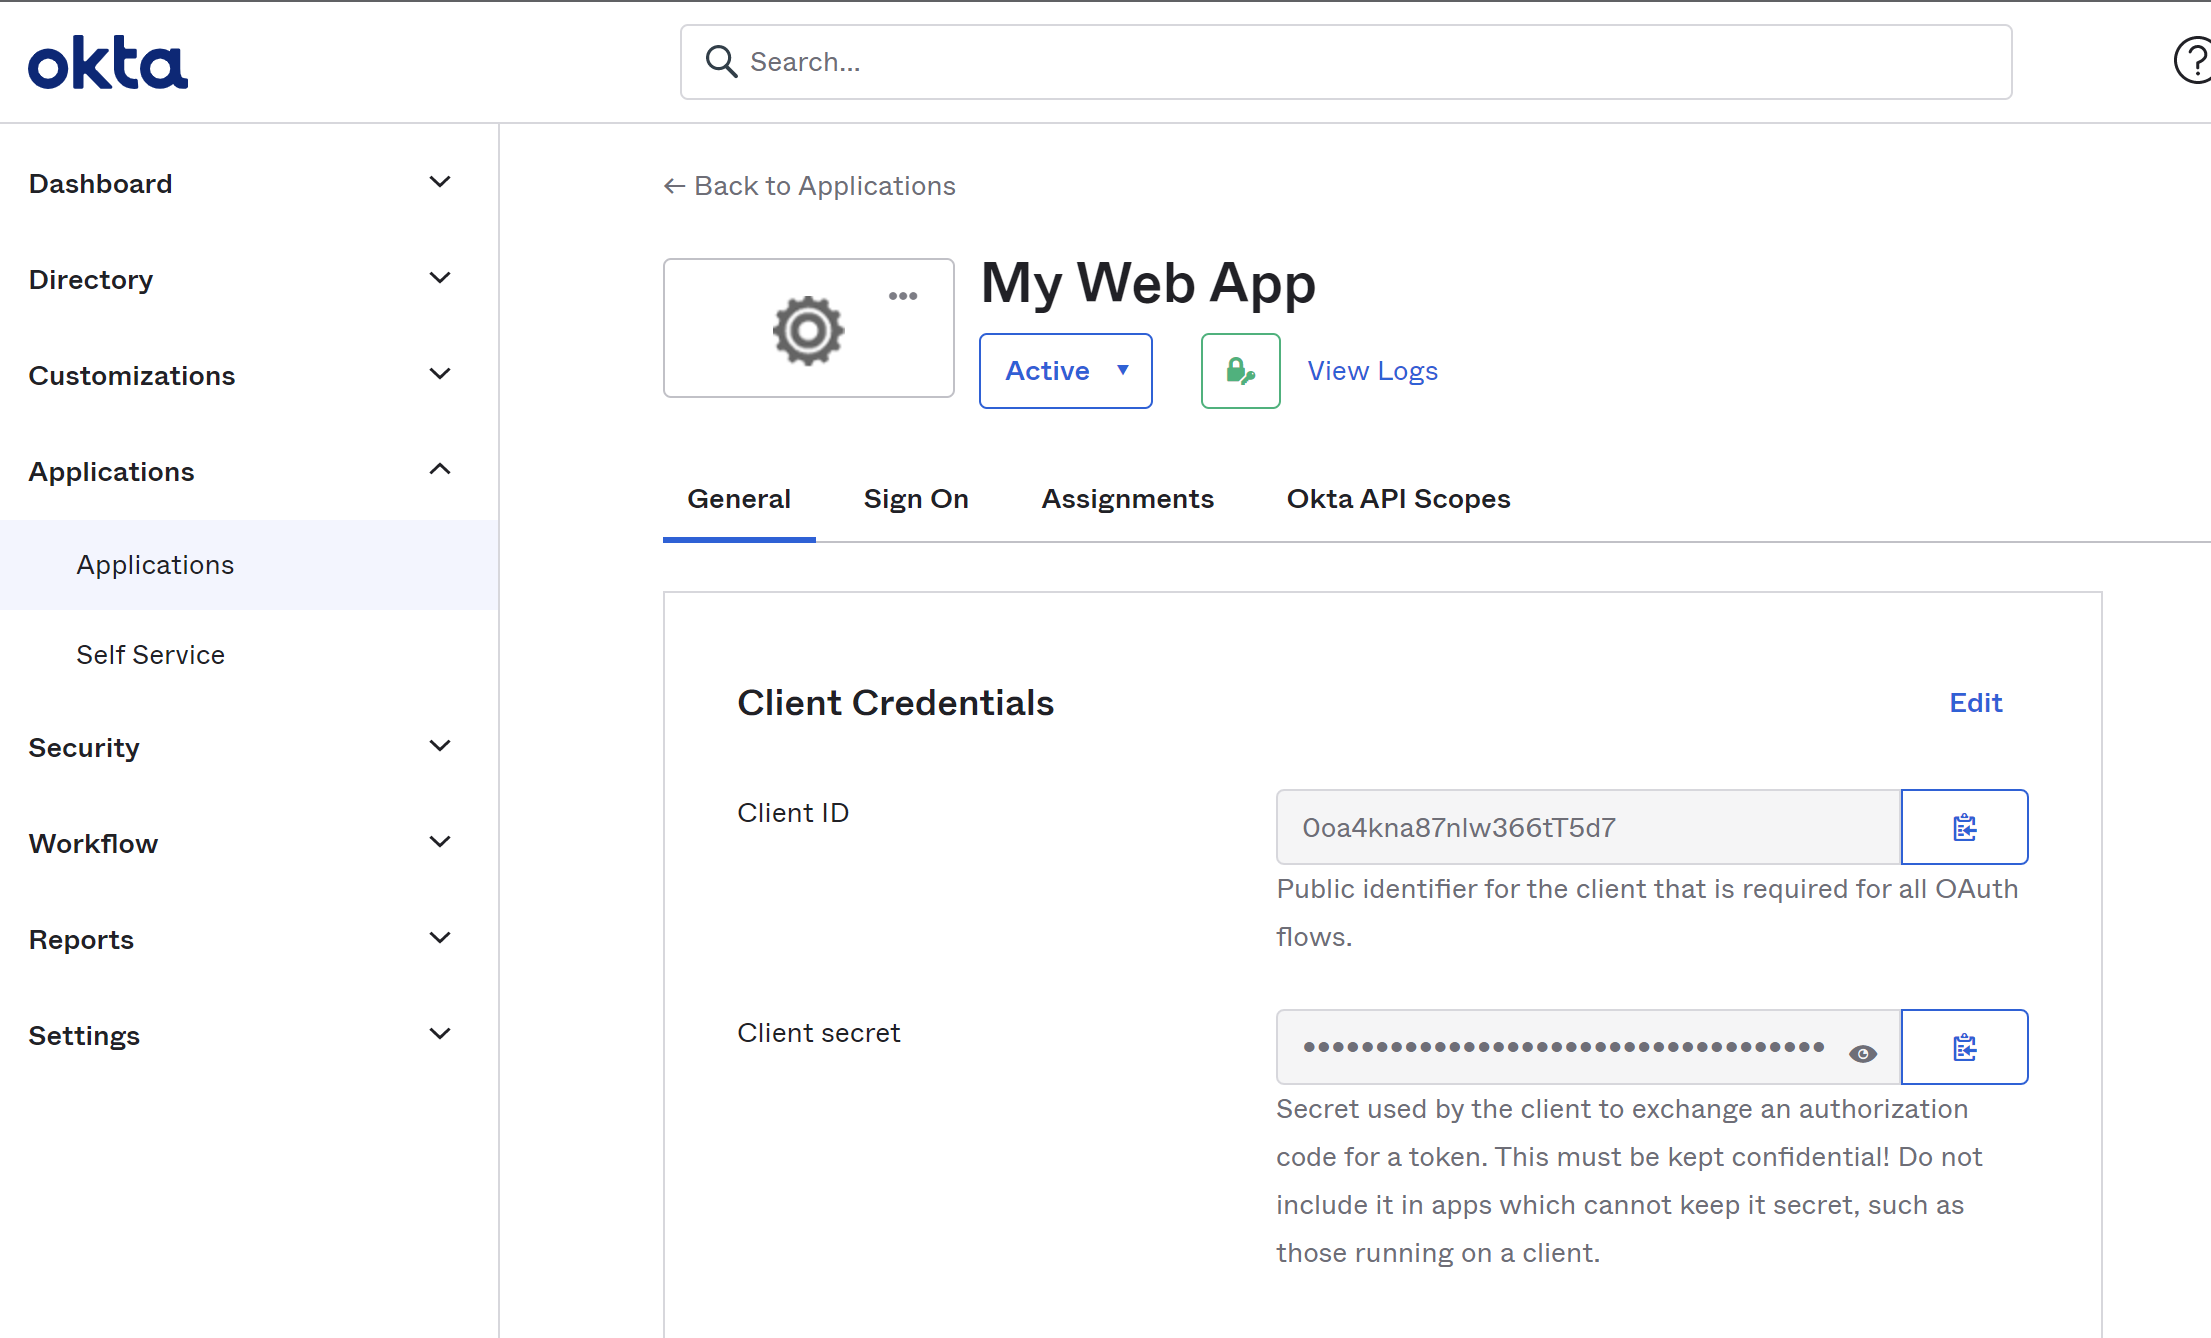 okta
Search...
Dashboard
Directory
Customizations
Applications
Applications
Self Service
Security
Workflow
Reports
Settings
← Back to Applications
My Web App
Active
View Logs
General
Sign On
Assignments
Okta API Scopes
Client Credentials
Edit
Client ID
0oa4kna87nlw366tT5d7
Public identifier for the client that is required for all OAuth
flows.
Client secret
Secret used by the client to exchange an authorization
code for a token. This must be kept confidential! Do not
include it in apps which cannot keep it secret, such as
those running on a client.